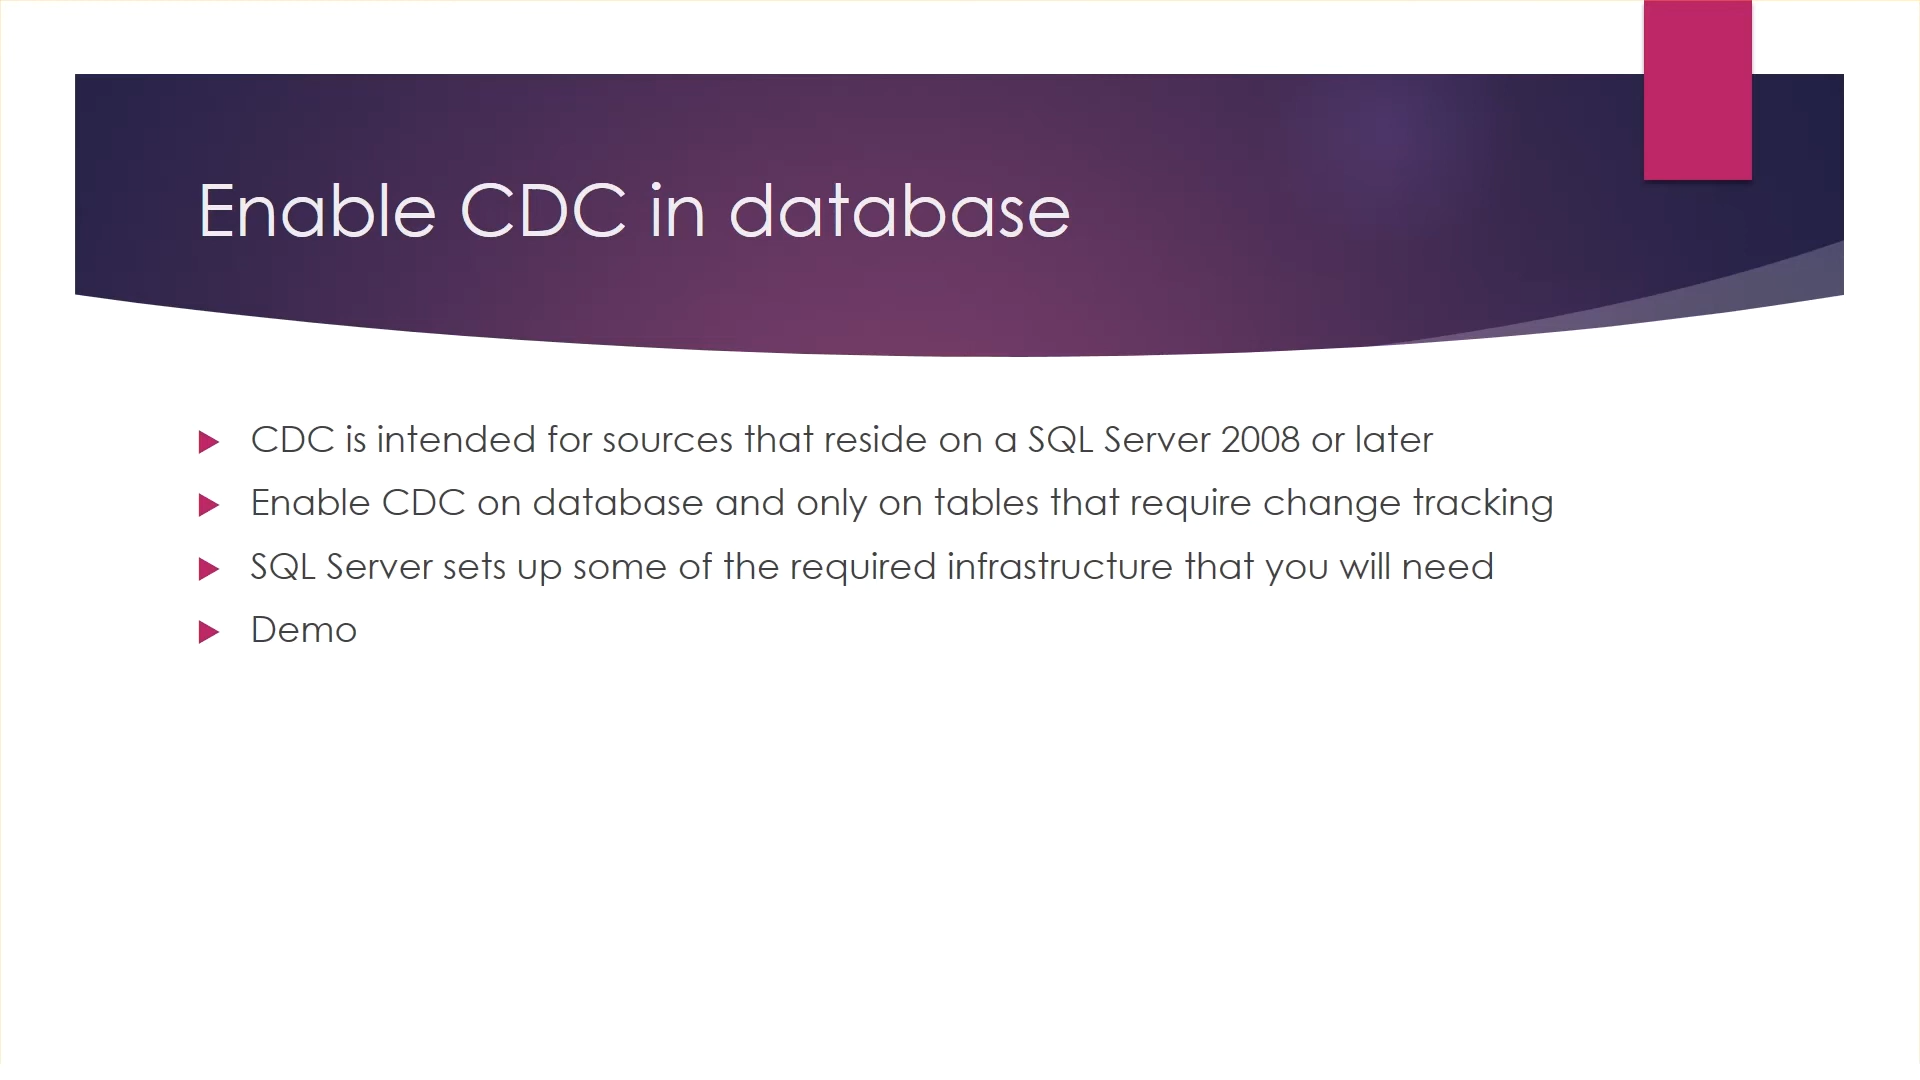 Enable CDC in database
CDC is intended for sources that reside on a SQL Server 2008 or later
Enable CDC on database and only on tables that require change tracking
SQL Server sets up some of the required infrastructure that you will need
Demo